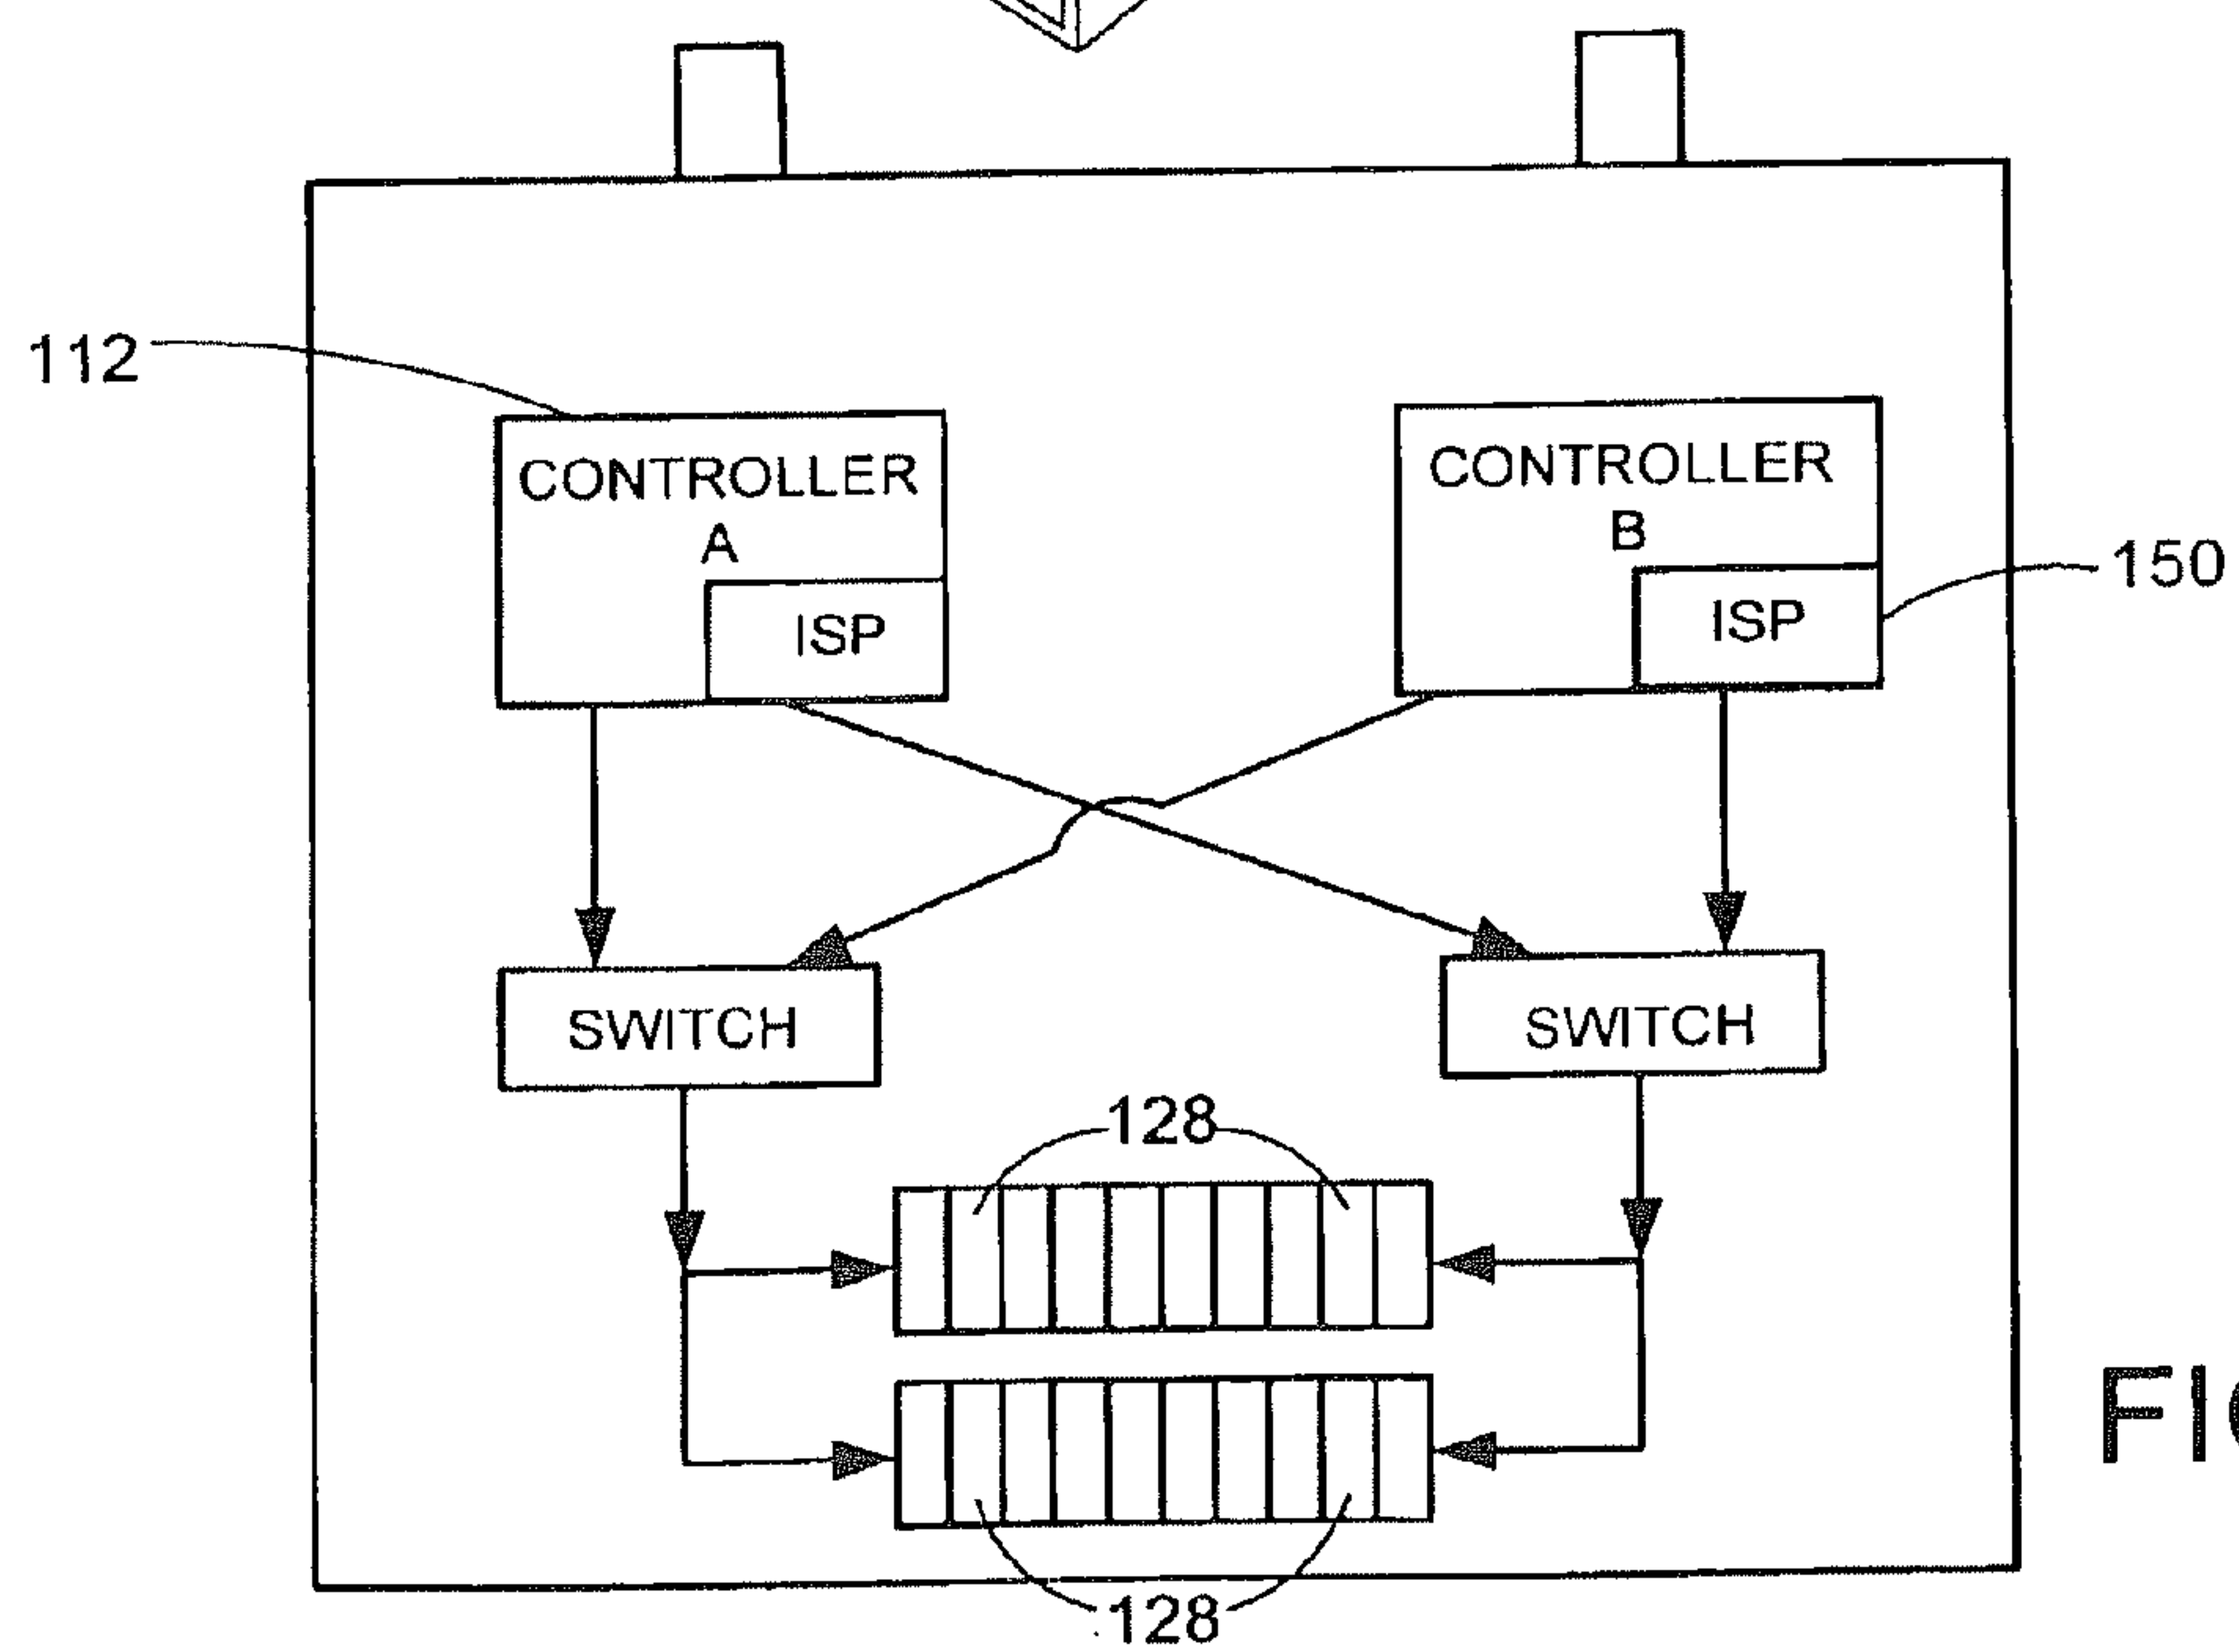 112
CONTROLLER
A
ISP
CONTROLLER
B
ISP
150
SWITCH
SWITCH
128
128